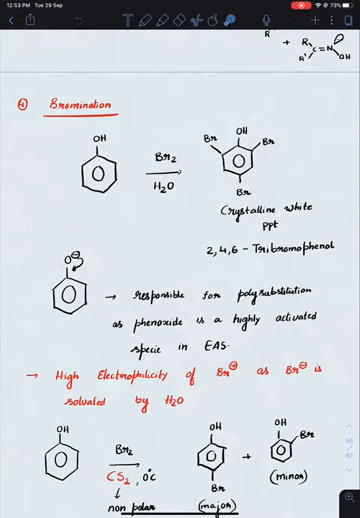 12:53 PM Tue 29 Sep
73%
R
+ R C=N
R' OH
④ Bromination
OH
Br2
H2O
OH
Br
Br
Br
Crystalline white
ppt
2,4,6 - Tribromophenol
O⊖
→ responsible for polysubstitution
as phenoxide is a highly activated
specie in EAS.
→ High Electrophilicity of Br⊕ as Br⊖ is
solvated by H2O
OH
Br2
CS2, 0°C
↓
non polar
OH
Br
(major)
+
OH
Br
(minor)
58
67